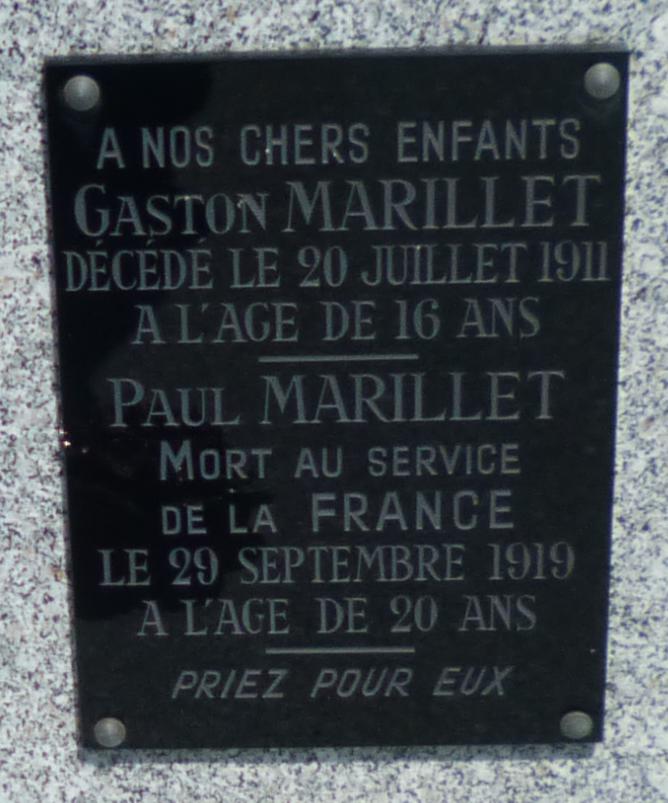 A NOS CHERS ENFANTS
GASTON MARILLET
DÉCÉDÉ LE 20 JUILLET 1911
A L'AGE DE 16 ANS
PAUL MARILLET
MORT AU SERVICE
DE LA FRANCE
LE 29 SEPTEMBRE 1919
A L'AGE DE 20 ANS
PRIEZ POUR EUX